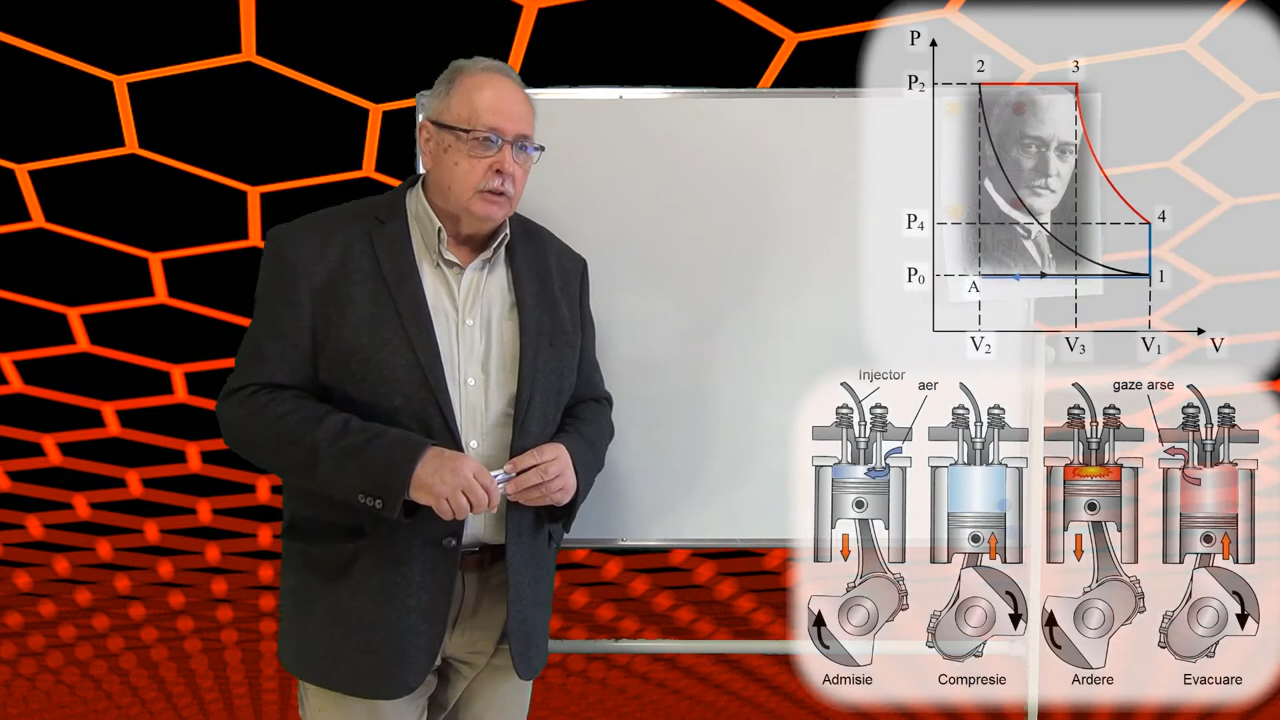 P
2 3
P₂
4
P₄
P₀
1
A
V₂ V₃ V₁ V
Injector
aer
gaze arse
Admisie Compresie Ardere Evacuare